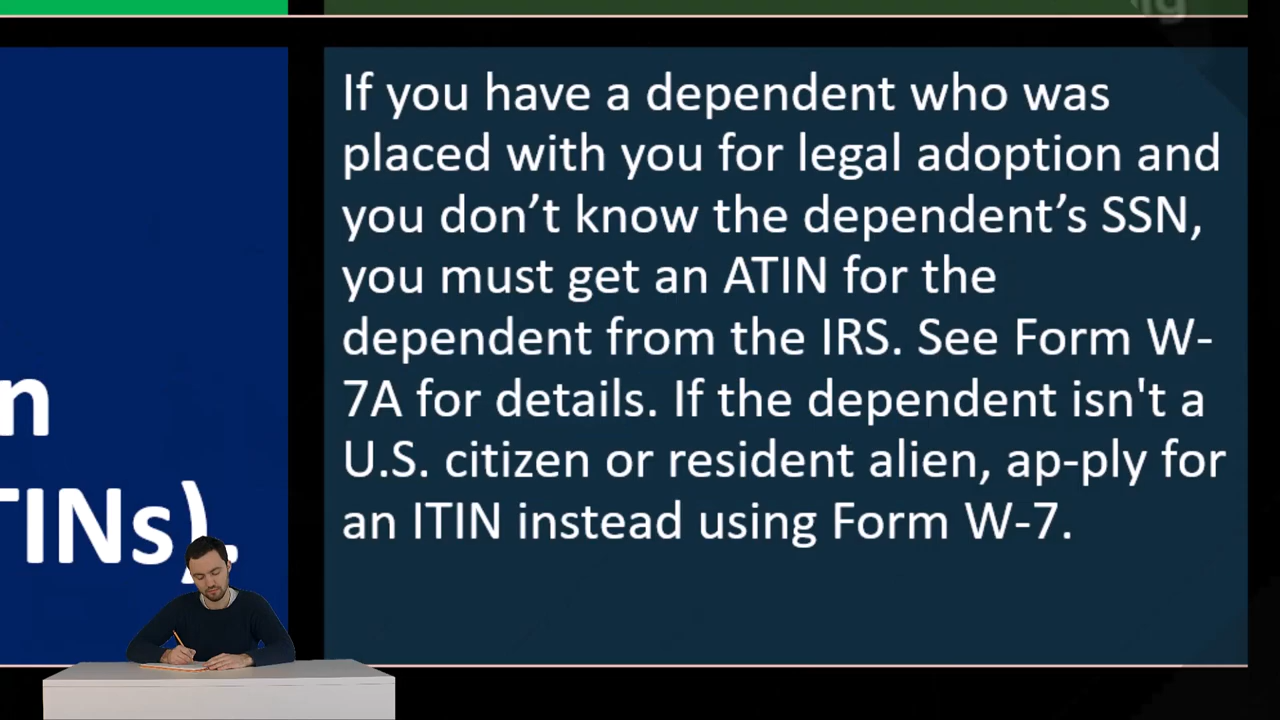 If you have a dependent who was
placed with you for legal adoption and
you don’t know the dependent’s SSN,
you must get an ATIN for the
dependent from the IRS. See Form W-
7A for details. If the dependent isn't a
U.S. citizen or resident alien, ap-ply for
an ITIN instead using Form W-7.
n
TINs).